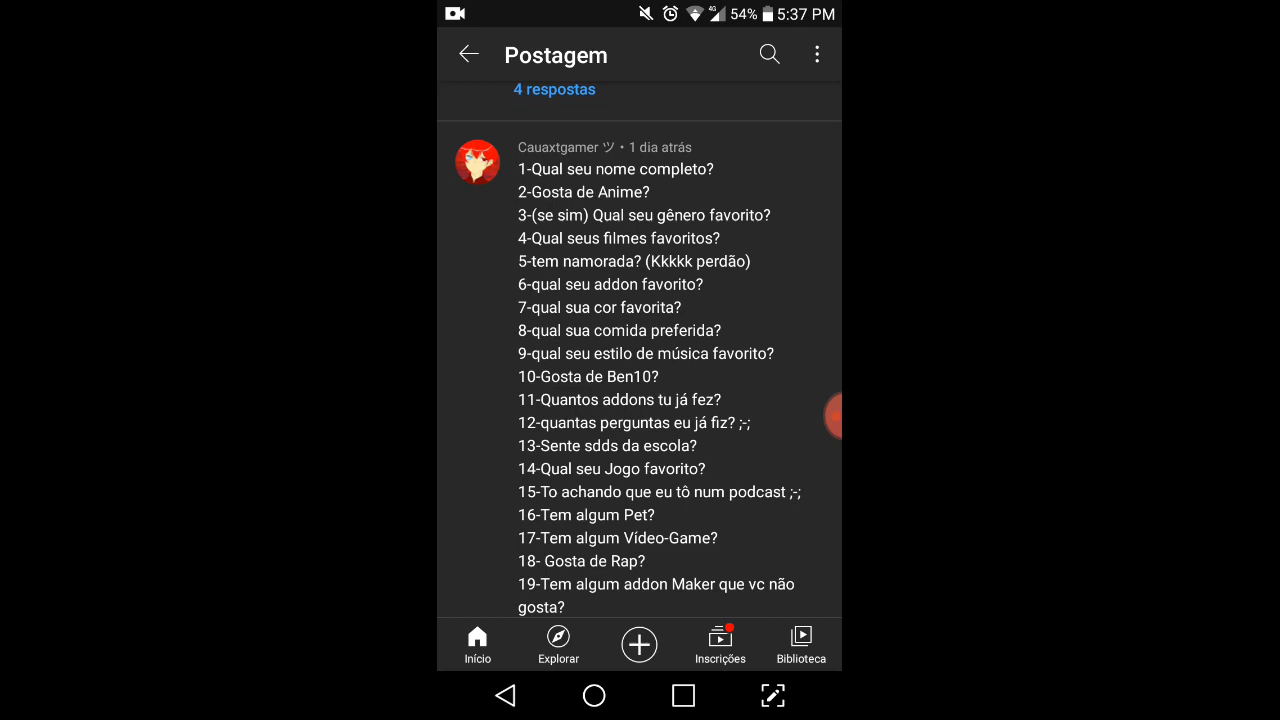 4G 54% 5:37 PM
Postagem
4 respostas
Cauaxtgamer ツ • 1 dia atrás
1-Qual seu nome completo?
2-Gosta de Anime?
3-(se sim) Qual seu gênero favorito?
4-Qual seus filmes favoritos?
5-tem namorada? (Kkkkk perdão)
6-qual seu addon favorito?
7-qual sua cor favorita?
8-qual sua comida preferida?
9-qual seu estilo de música favorito?
10-Gosta de Ben10?
11-Quantos addons tu já fez?
12-quantas perguntas eu já fiz? ;-;
13-Sente sdds da escola?
14-Qual seu Jogo favorito?
15-To achando que eu tô num podcast ;-;
16-Tem algum Pet?
17-Tem algum Vídeo-Game?
18- Gosta de Rap?
19-Tem algum addon Maker que vc não
gosta?
Início Explorar Inscrições Biblioteca